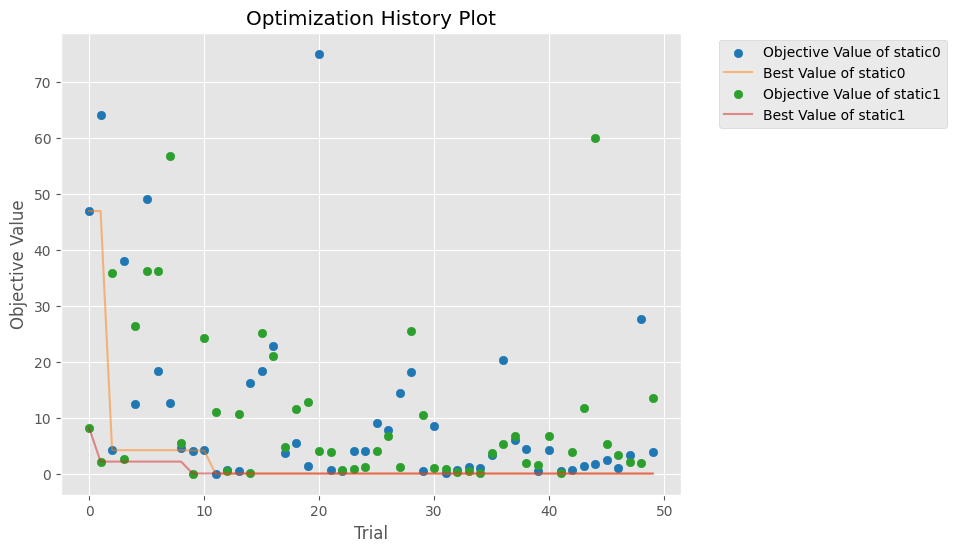 Optimization History Plot
Objective Value of static0
Best Value of static0
Objective Value of static1
Best Value of static1
Objective Value
70
60
50
40
30
20
10
0
0 10 20 30 40 50
Trial